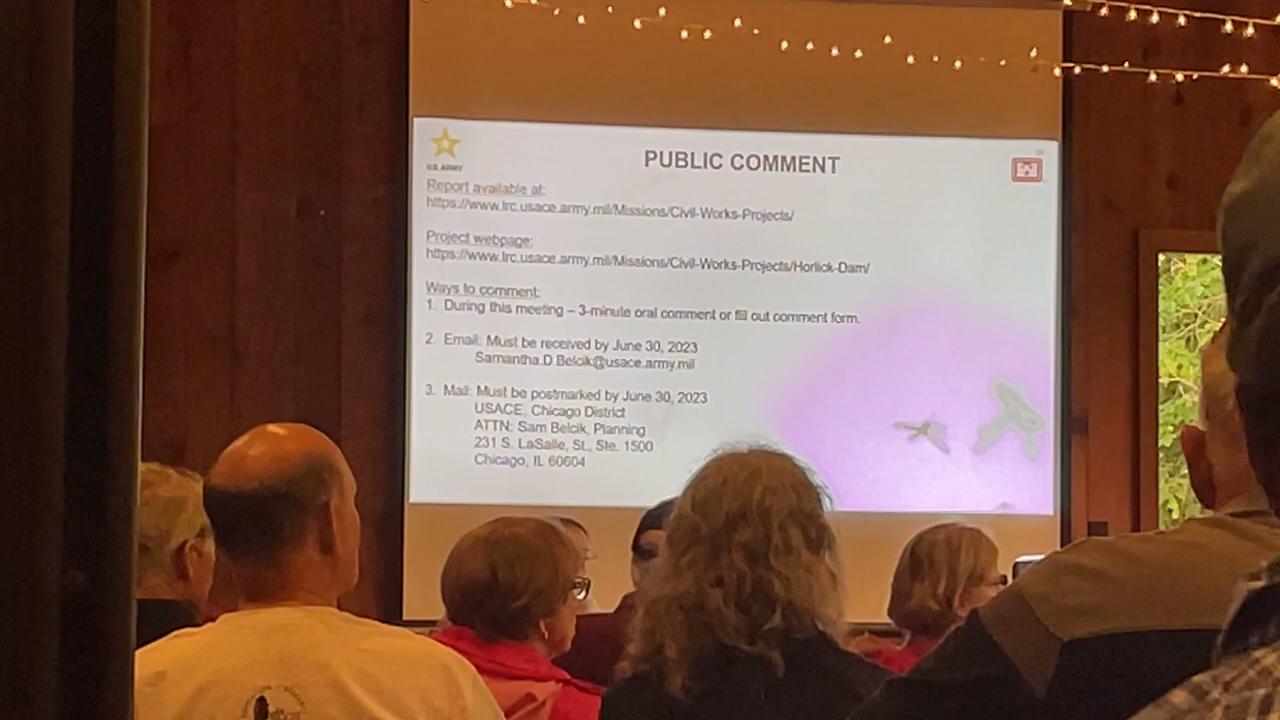 PUBLIC COMMENT
U.S. ARMY
Report available at:
https://www.lrc.usace.army.mil/Missions/Civil-Works-Projects/
Project webpage:
https://www.lrc.usace.army.mil/Missions/Civil-Works-Projects/Horlick-Dam/
Ways to comment:
1. During this meeting – 3-minute oral comment or fill out comment form.
2. Email: Must be received by June 30, 2023
Samantha.D.Belcik@usace.army.mil
3. Mail: Must be postmarked by June 30, 2023
USACE, Chicago District
ATTN: Sam Belcik, Planning
231 S. LaSalle, St., Ste. 1500
Chicago, IL 60604